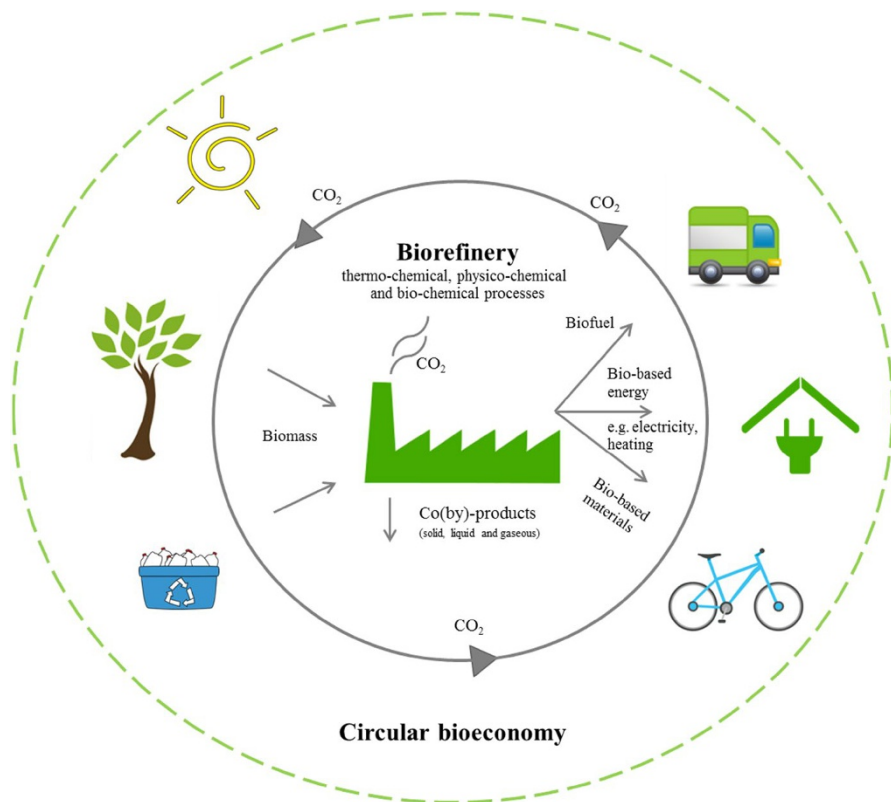 CO₂
CO₂
Biorefinery
thermo-chemical, physico-chemical
and bio-chemical processes
CO₂
Biofuel
Bio-based
energy
e.g. electricity,
heating
Biomass
Bio-based
materials
Co(by)-products
(solid, liquid and gaseous)
CO₂
Circular bioeconomy